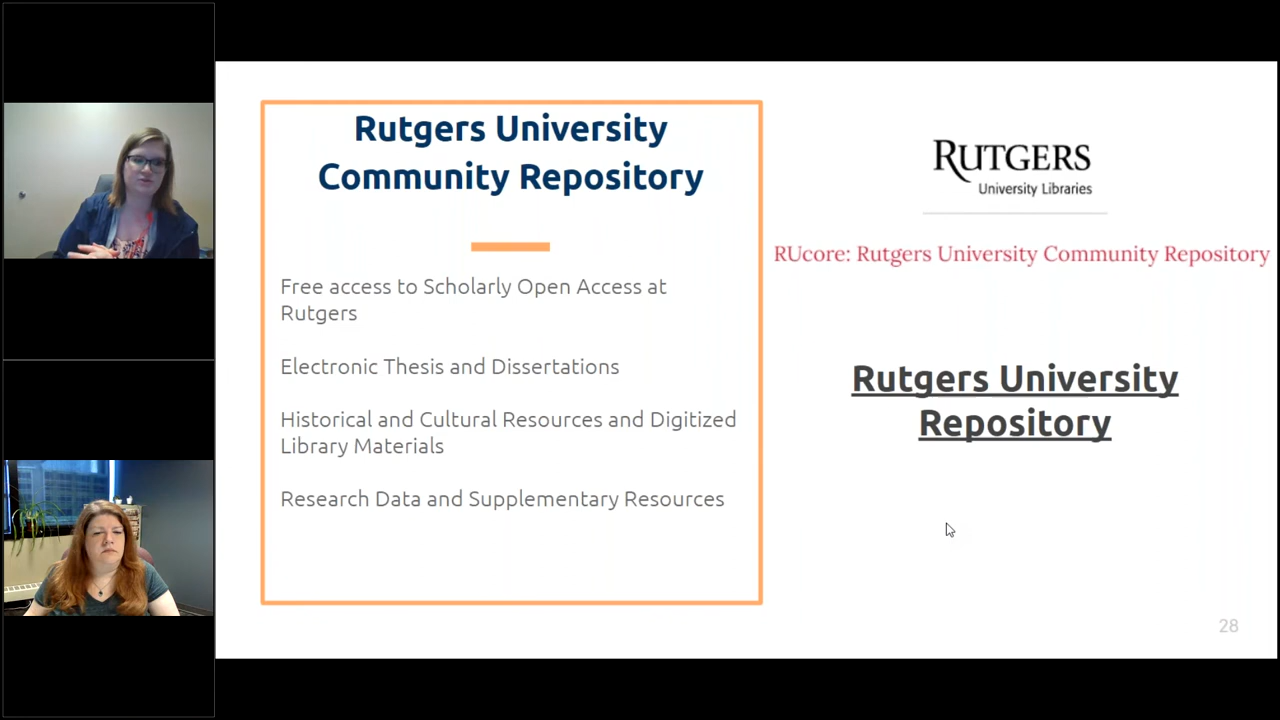 Rutgers University
Community Repository
Free access to Scholarly Open Access at
Rutgers
Electronic Thesis and Dissertations
Historical and Cultural Resources and Digitized
Library Materials
Research Data and Supplementary Resources
RUTGERS
University Libraries
RUcore: Rutgers University Community Repository
Rutgers University
Repository
28